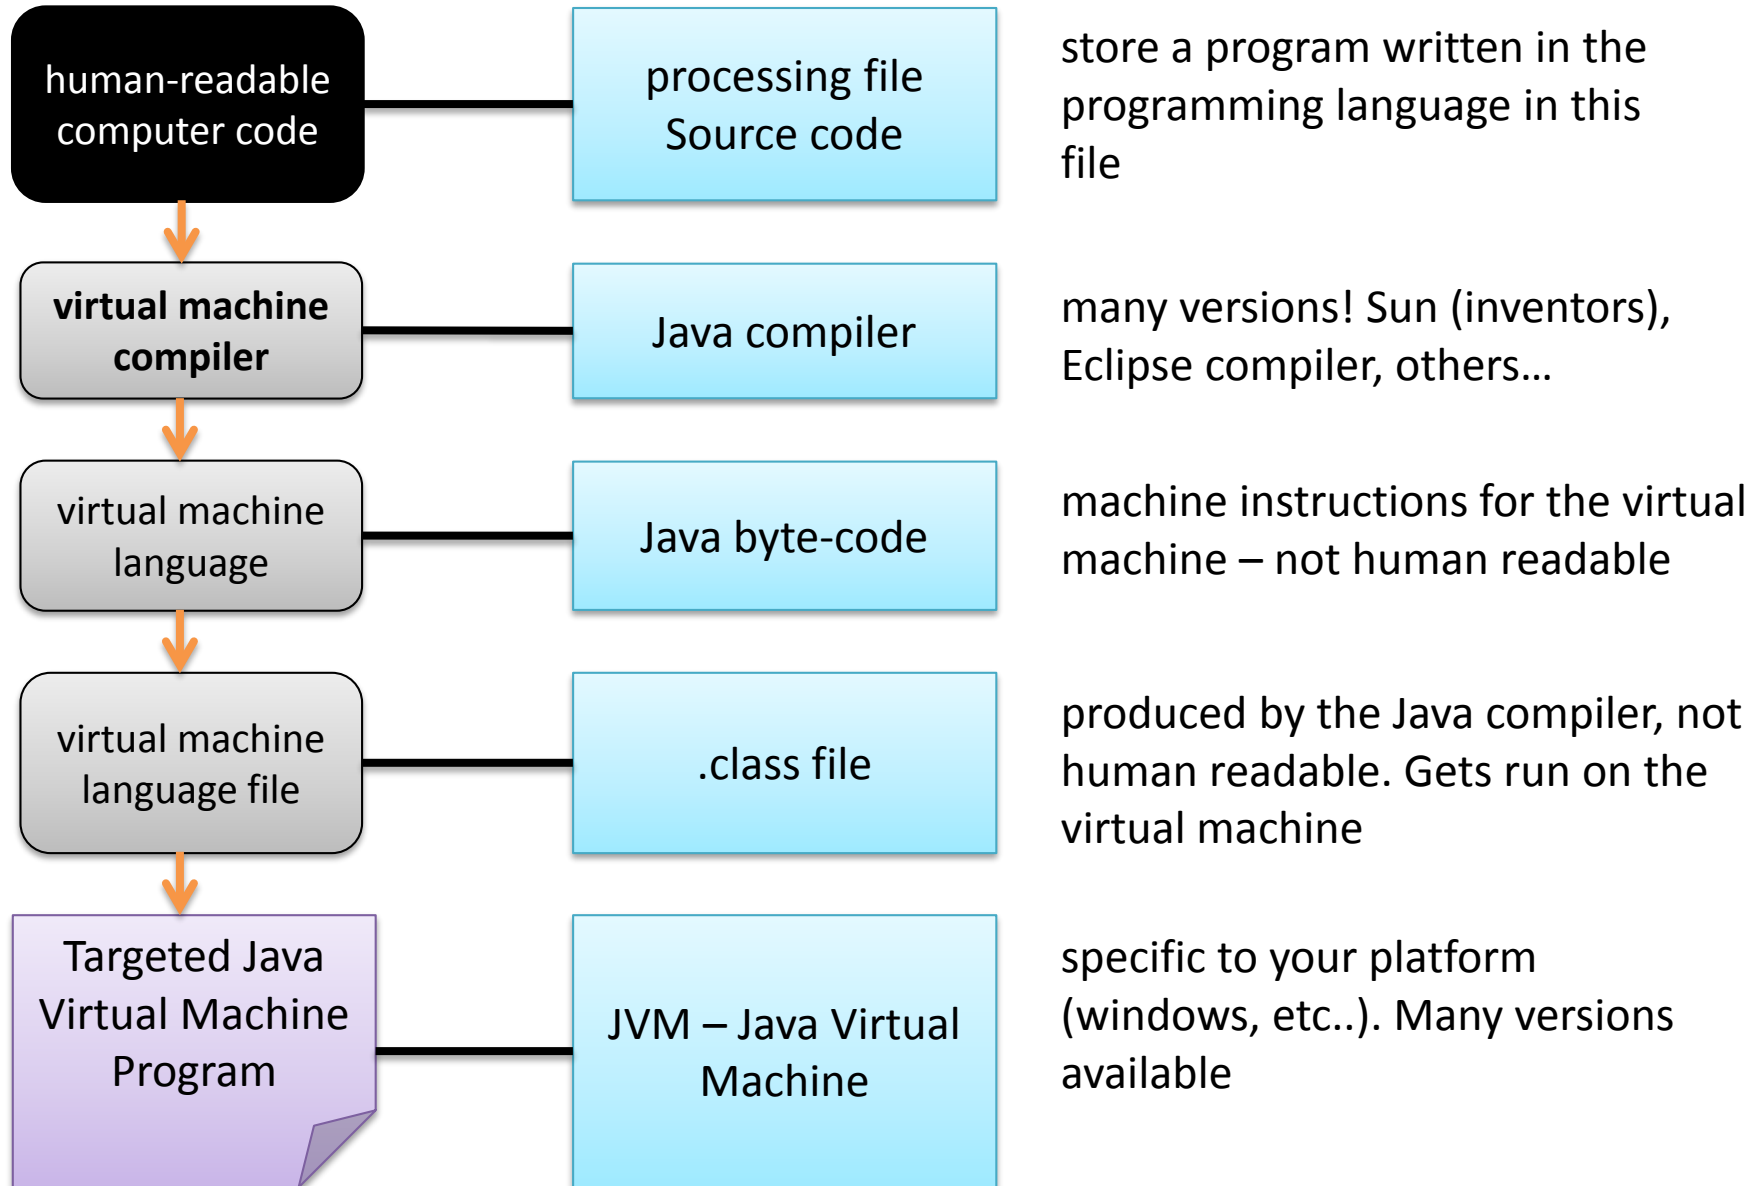 human-readable
computer code
processing file
Source code
store a program written in the
programming language in this
file
virtual machine
compiler
Java compiler
many versions! Sun (inventors),
Eclipse compiler, others…
virtual machine
language
Java byte-code
machine instructions for the virtual
machine – not human readable
virtual machine
language file
.class file
produced by the Java compiler, not
human readable. Gets run on the
virtual machine
Targeted Java
Virtual Machine
Program
JVM – Java Virtual
Machine
specific to your platform
(windows, etc..). Many versions
available